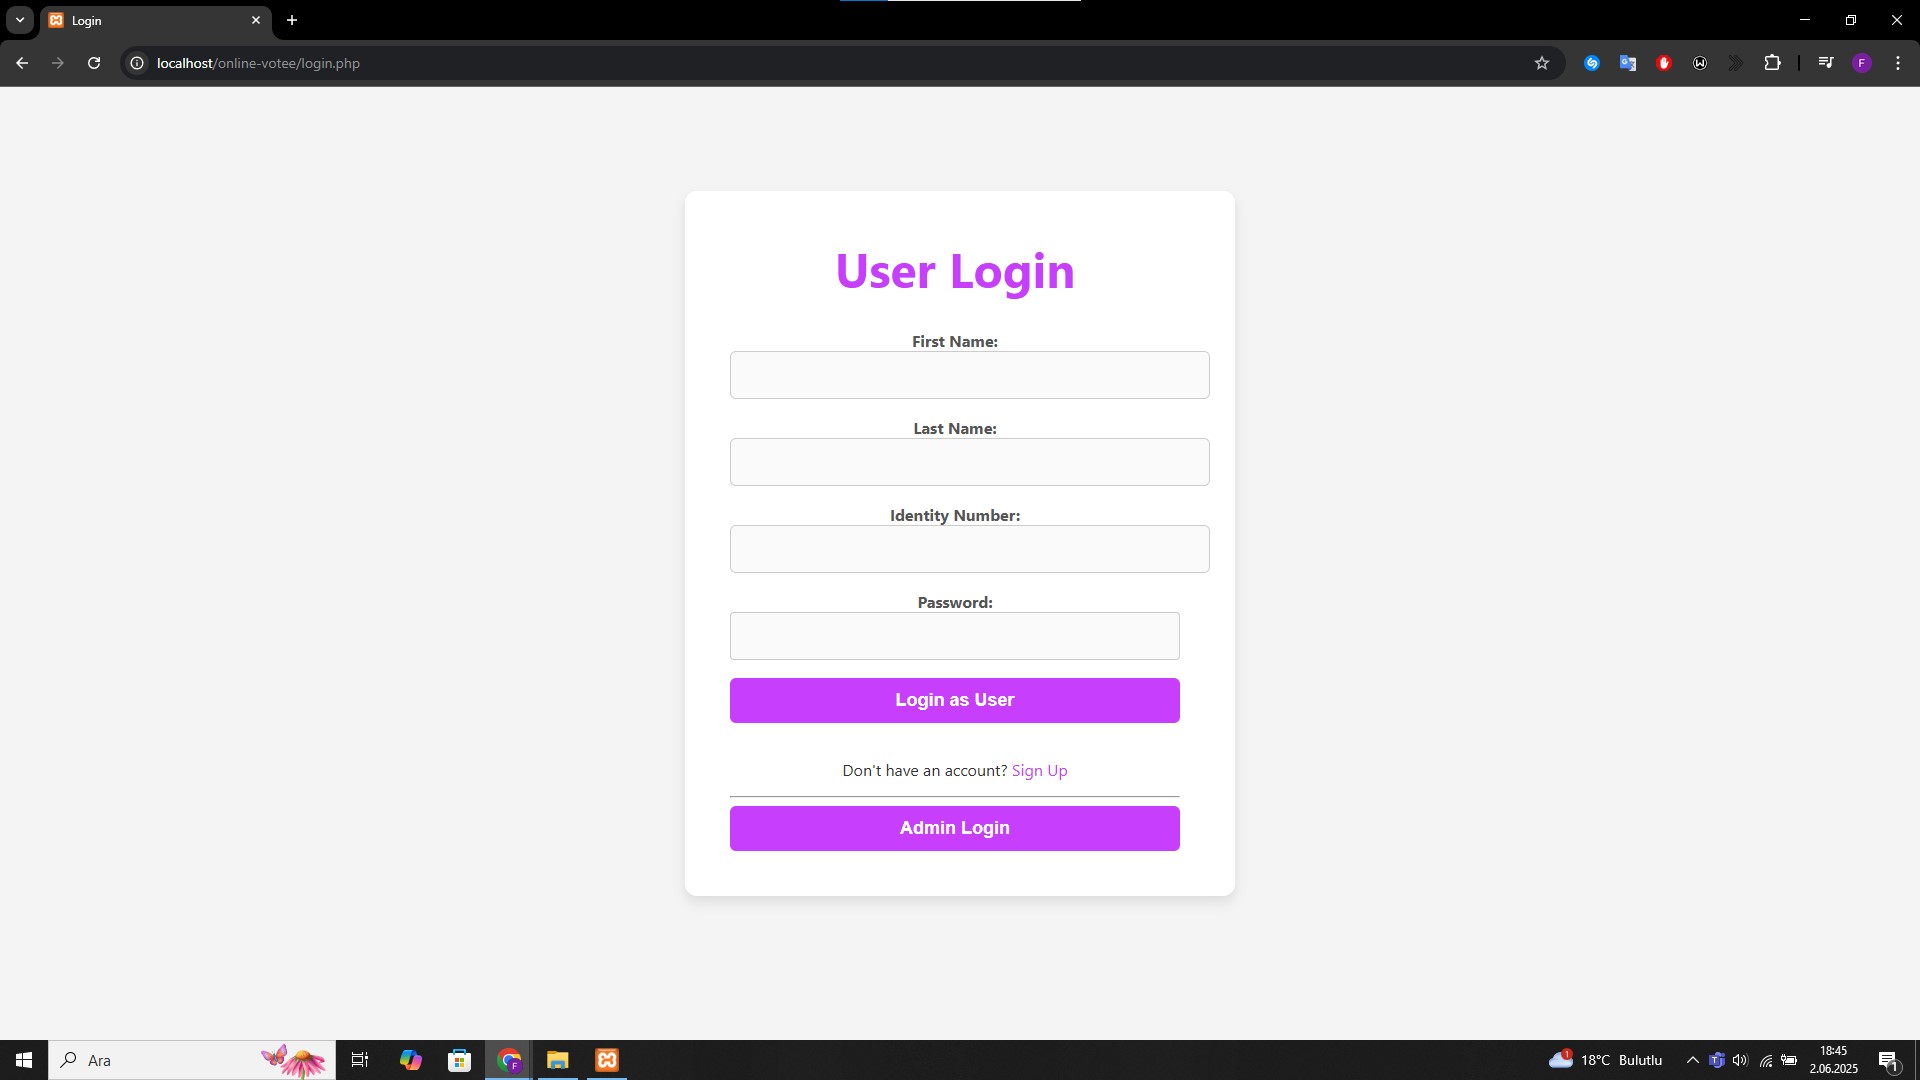 Login
localhost/online-votee/login.php
F
User Login
First Name:
Last Name:
Identity Number:
Password:
Login as User
Don't have an account? Sign Up
Admin Login
Ara
18°C Bulutlu
18:45
2.06.2025
1